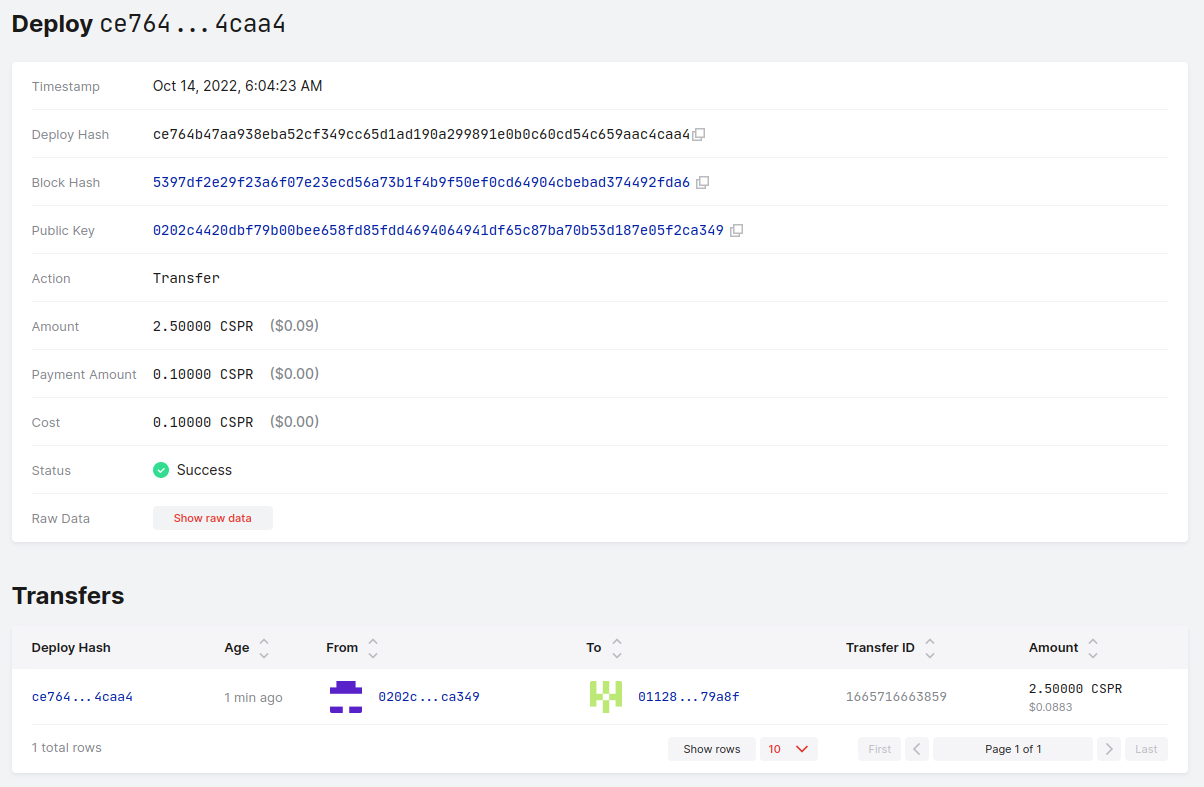 Deploy ce764...4caa4
Timestamp Oct 14, 2022, 6:04:23 AM
Deploy Hash ce764b47aa938eba52cf349cc65d1ad190a299891e0b0c60cd54c659aac4caa4
Block Hash 5397df2e29f23a6f07e23ecd56a73b1f4b9f50ef0cd64904cbebad374492fda6
Public Key 0202c4420dbf79b00bee658fd85fdd4694064941df65c87ba70b53d187e05f2ca349
Action Transfer
Amount 2.50000 CSPR ($0.09)
Payment Amount 0.10000 CSPR ($0.00)
Cost 0.10000 CSPR ($0.00)
Status Success
Raw Data Show raw data
Transfers
Deploy Hash Age From To Transfer ID Amount
ce764...4caa4 1 min ago 0202c...ca349 01128...79a8f 1665716663859 2.50000 CSPR
$0.0883
1 total rows Show rows 10 First Page 1 of 1 Last